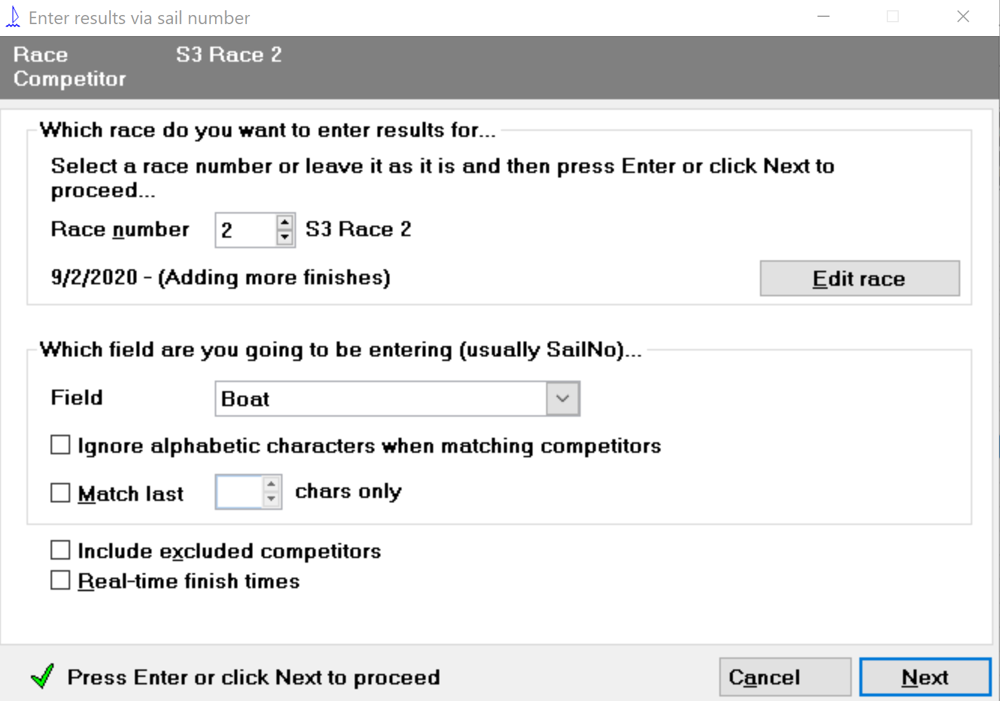 Enter results via sail number
Race S3 Race 2
Competitor
Which race do you want to enter results for...
Select a race number or leave it as it is and then press Enter or click Next to
proceed...
Race number 2 S3 Race 2
9/2/2020 - (Adding more finishes)
Edit race
Which field are you going to be entering (usually SailNo)...
Field Boat
Ignore alphabetic characters when matching competitors
Match last chars only
Include excluded competitors
Real-time finish times
Press Enter or click Next to proceed
Cancel Next